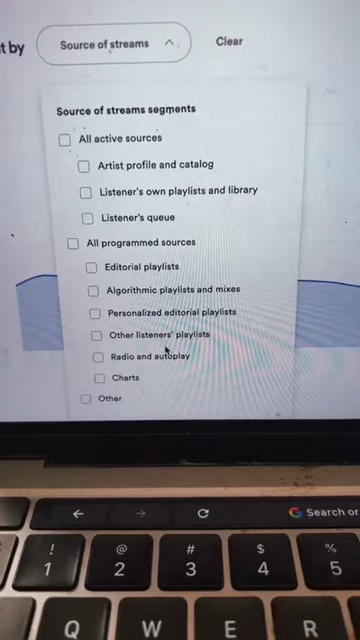 t by
Source of streams
Clear
Source of streams segments
All active sources
Artist profile and catalog
Listener's own playlists and library
Listener's queue
All programmed sources
Editorial playlists
Algorithmic playlists and mixes
Personalized editorial playlists
Other listeners' playlists
Radio and autoplay
Charts
Other
Search or
! @ # $ %
1 2 3 4 5
Q W E R